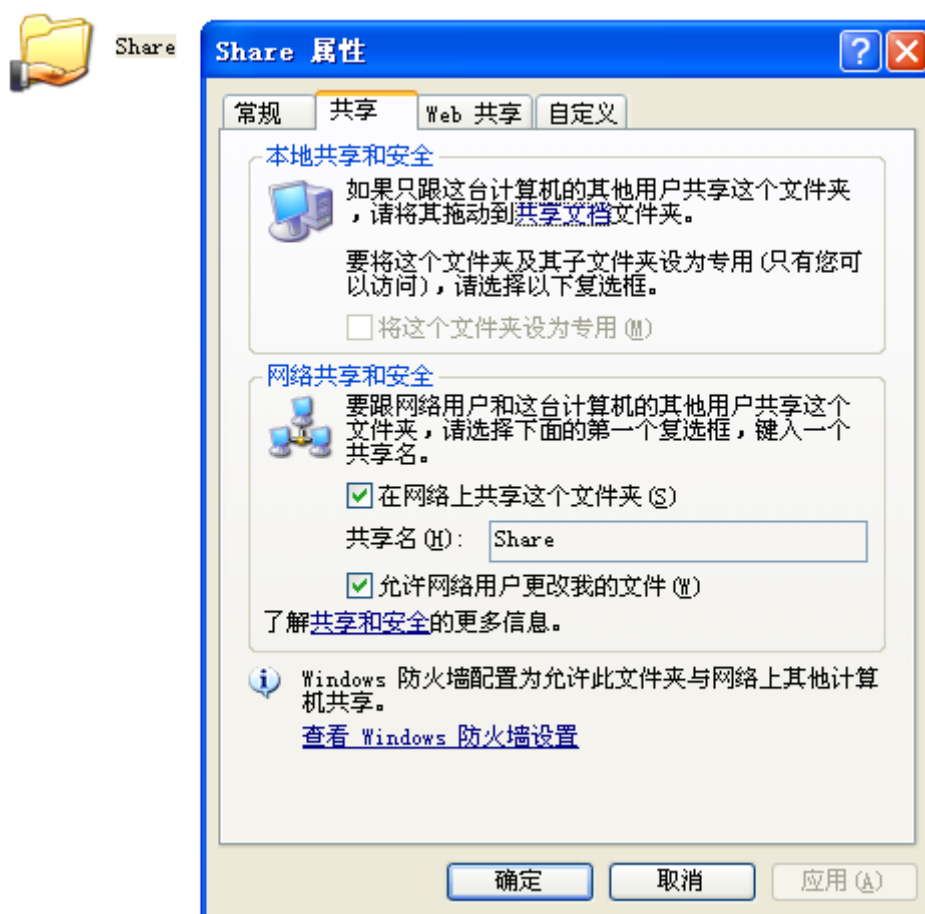 Share
Share 属性
常规
共享
Web 共享
自定义
本地共享和安全
如果只跟这台计算机的其他用户共享这个文件夹
，请将其拖动到共享文档文件夹。
要将这个文件夹及其子文件夹设为专用(只有您可
以访问)，请选择以下复选框。
将这个文件夹设为专用(M)
网络共享和安全
要跟网络用户和这台计算机的其他用户共享这个
文件夹，请选择下面的第一个复选框，键入一个
共享名。
在网络上共享这个文件夹(S)
共享名(H): Share
允许网络用户更改我的文件(W)
了解共享和安全的更多信息。
Windows 防火墙配置为允许此文件夹与网络上其他计算
机共享。
查看 Windows 防火墙设置
确定
取消
应用(A)